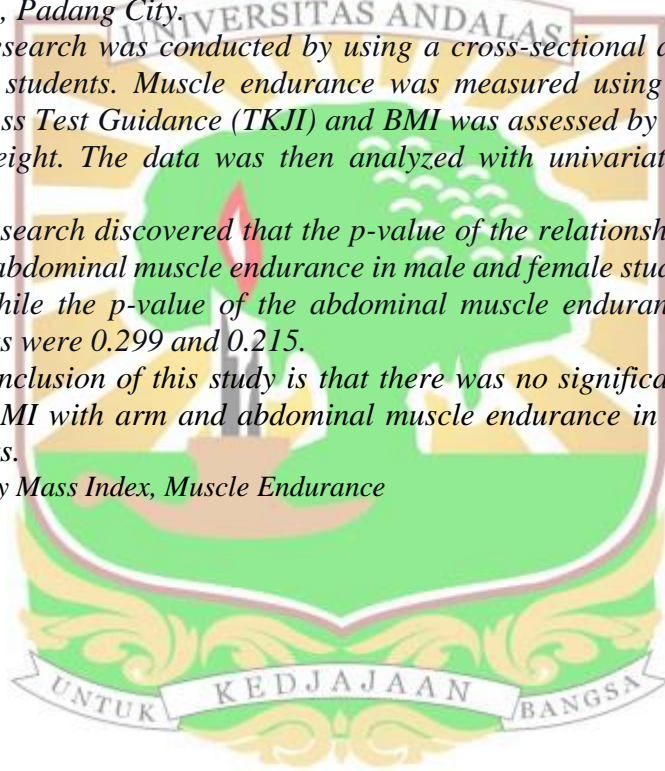 , Padang City.
UNIVERSITAS ANDALAS
search was conducted by using a cross-sectional
students. Muscle endurance was measured using
ss Test Guidance (TKJI) and BMI was assessed by
eight. The data was then analyzed with univariat
search discovered that the p-value of the relationsh
abdominal muscle endurance in male and female stud
hile the p-value of the abdominal muscle enduran
s were 0.299 and 0.215.
nclusion of this study is that there was no significa
MI with arm and abdominal muscle endurance in
s.
y Mass Index, Muscle Endurance
UNTUK KEDJAJAAN BANGSA